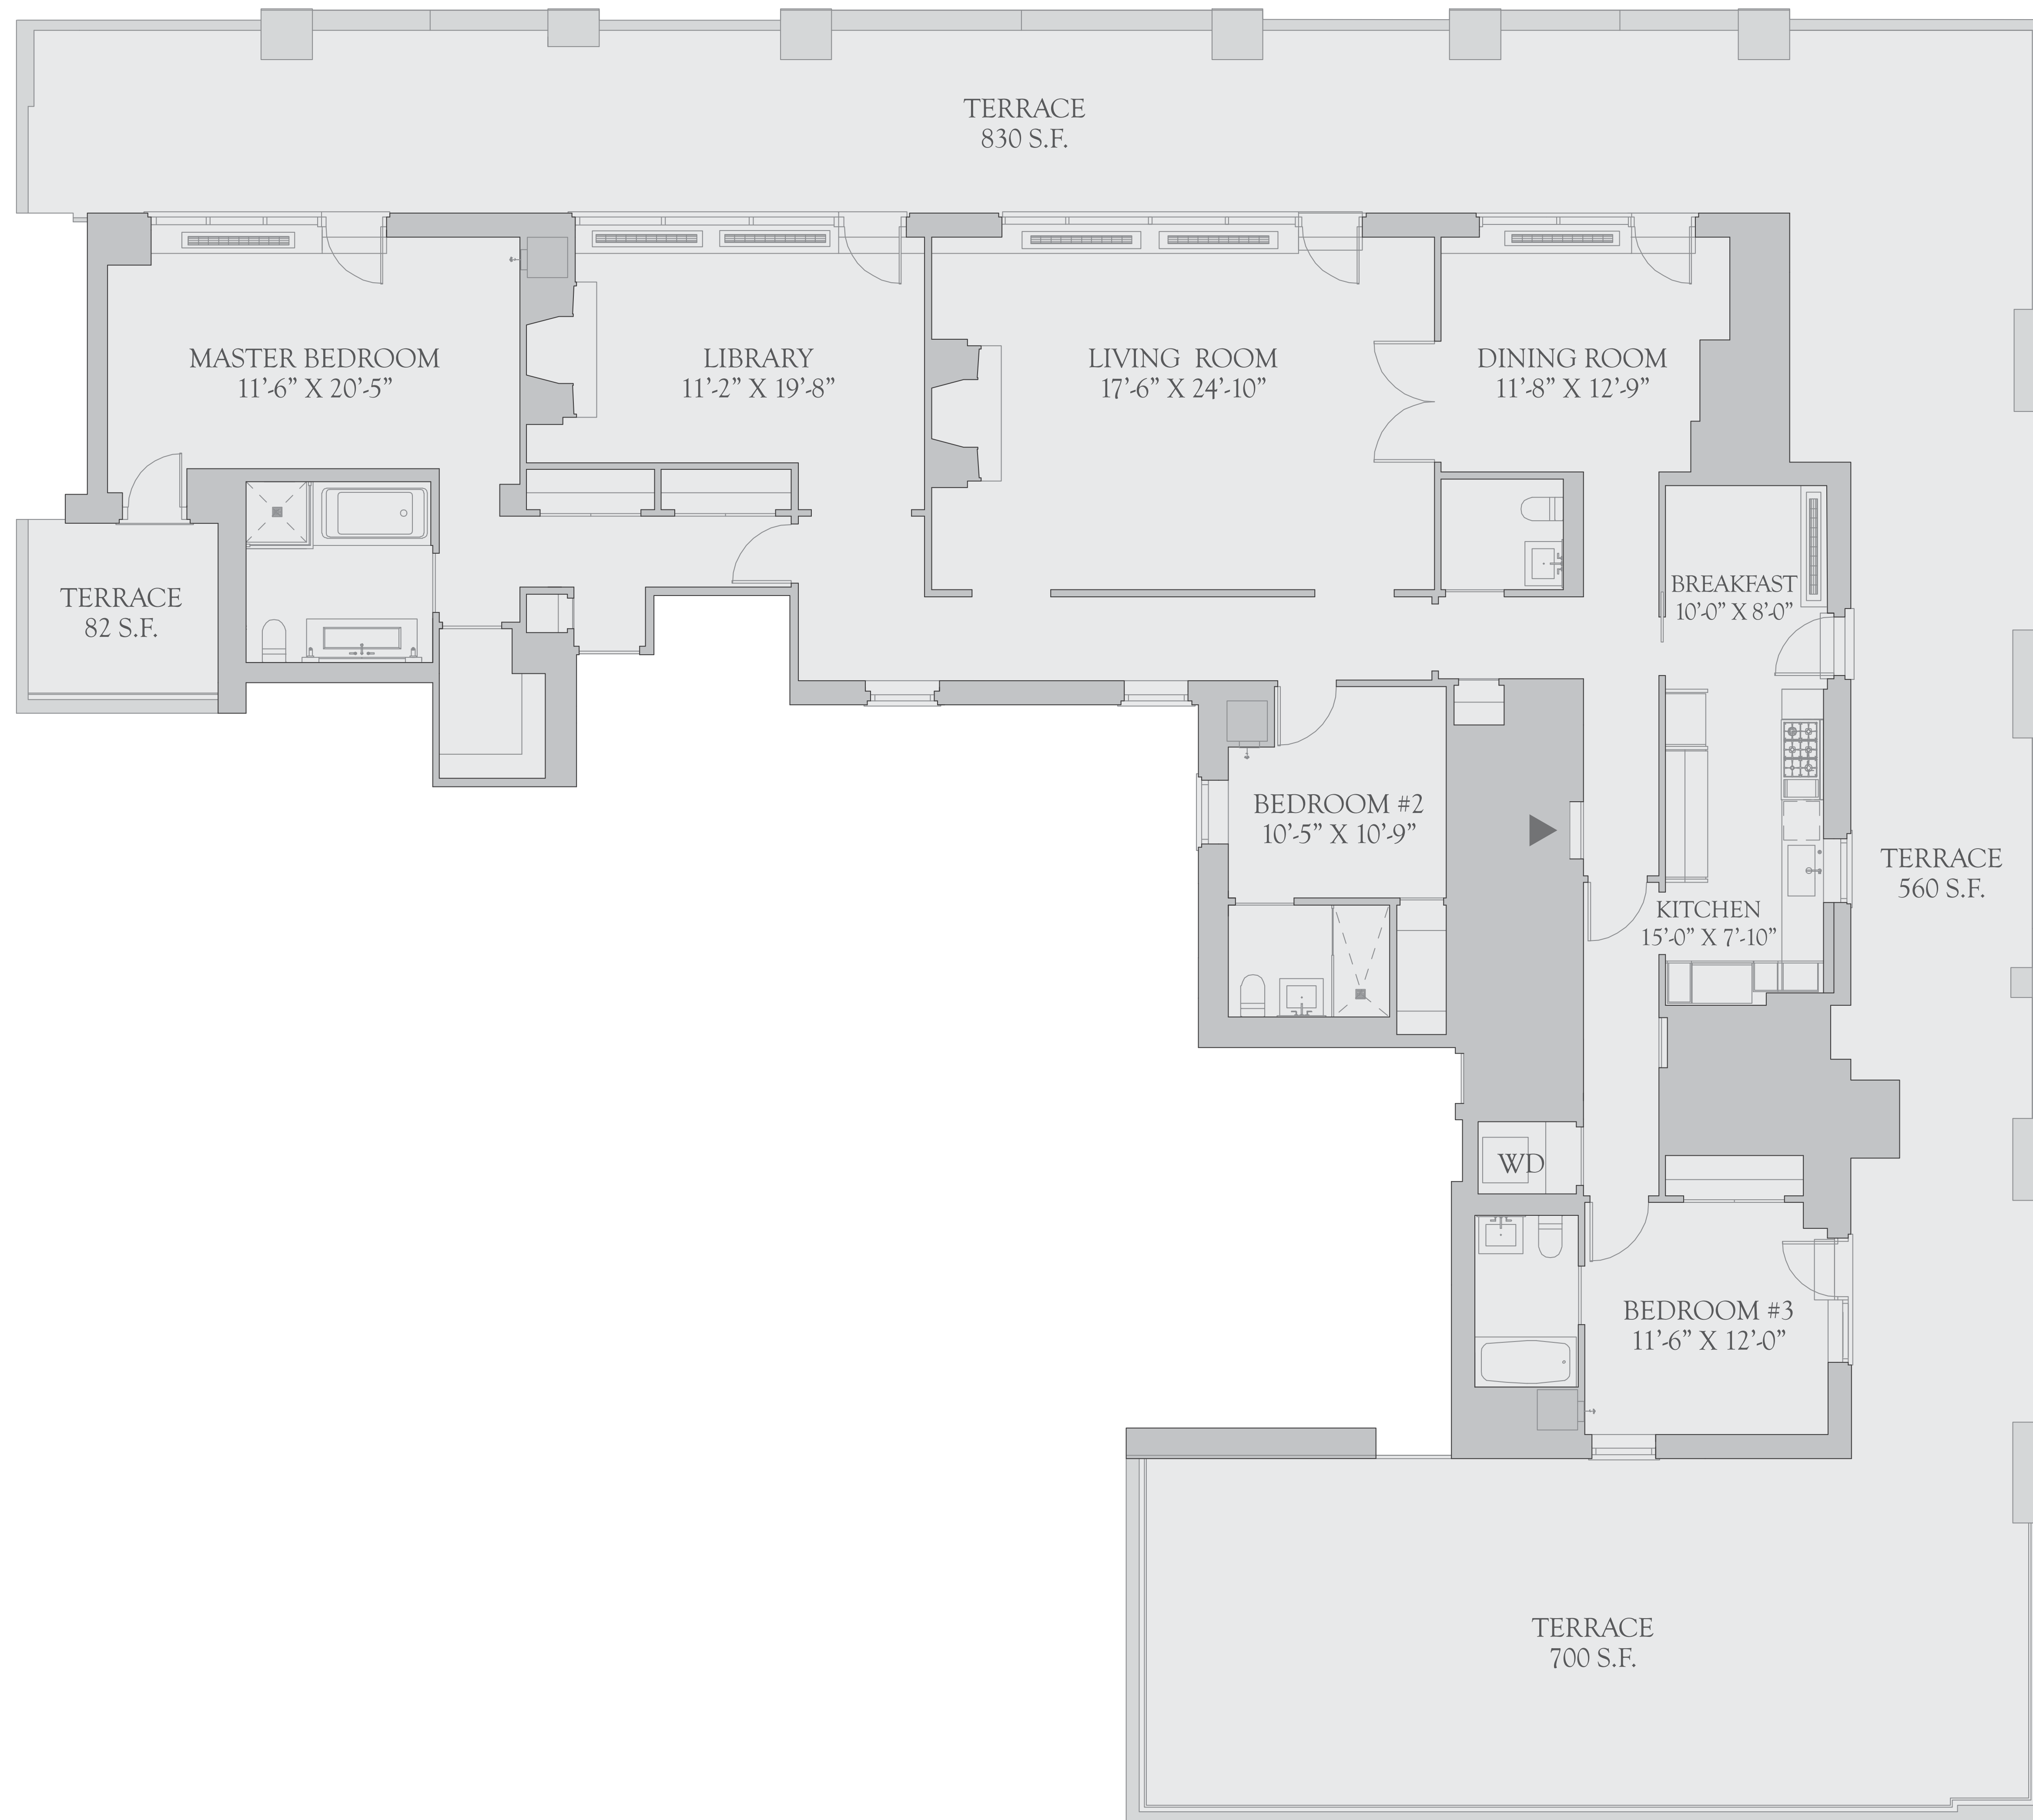 TERRACE
830 S.F.
MASTER BEDROOM
11'-6" X 20'-5"
LIBRARY
11'-2" X 19'-8"
LIVING ROOM
17'-6" X 24'-10"
DINING ROOM
11'-8" X 12'-9"
TERRACE
82 S.F.
BREAKFAST
10'-0" X 8'-0"
BEDROOM #2
10'-5" X 10'-9"
TERRACE
560 S.F.
KITCHEN
15'-0" X 7'-10"
WD
BEDROOM #3
11'-6" X 12'-0"
TERRACE
700 S.F.